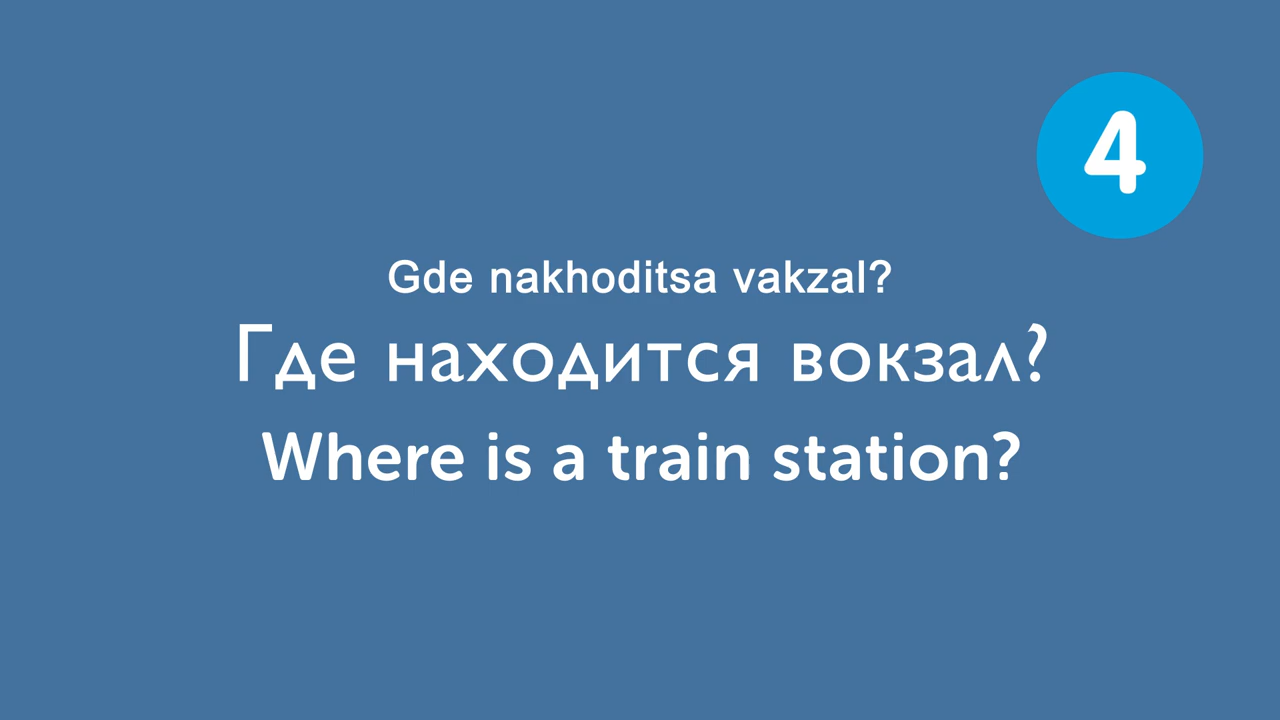 4
Gde nakhoditsa vakzal?
Где находится вокзал?
Where is a train station?